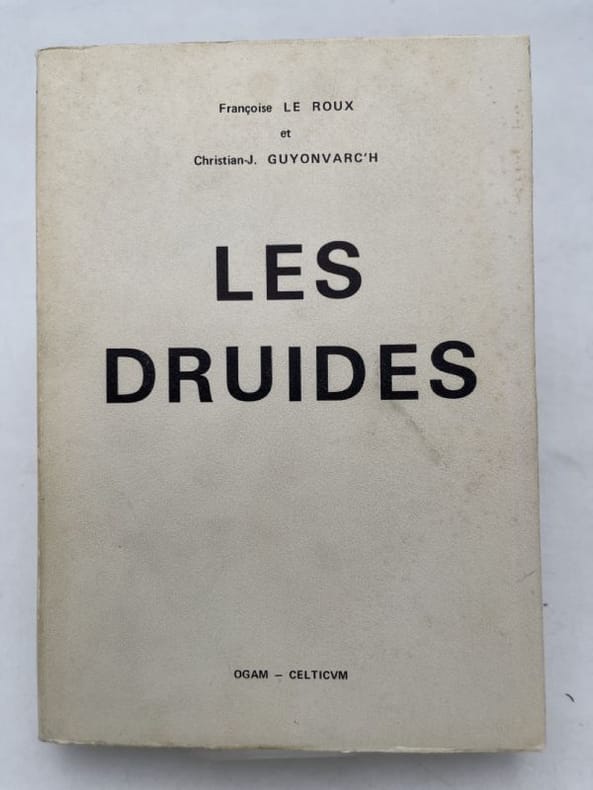 Françoise LE ROUX
et
Christian-J. GUYONVARC'H
LES
DRUIDES
OGAM — CELTICVM